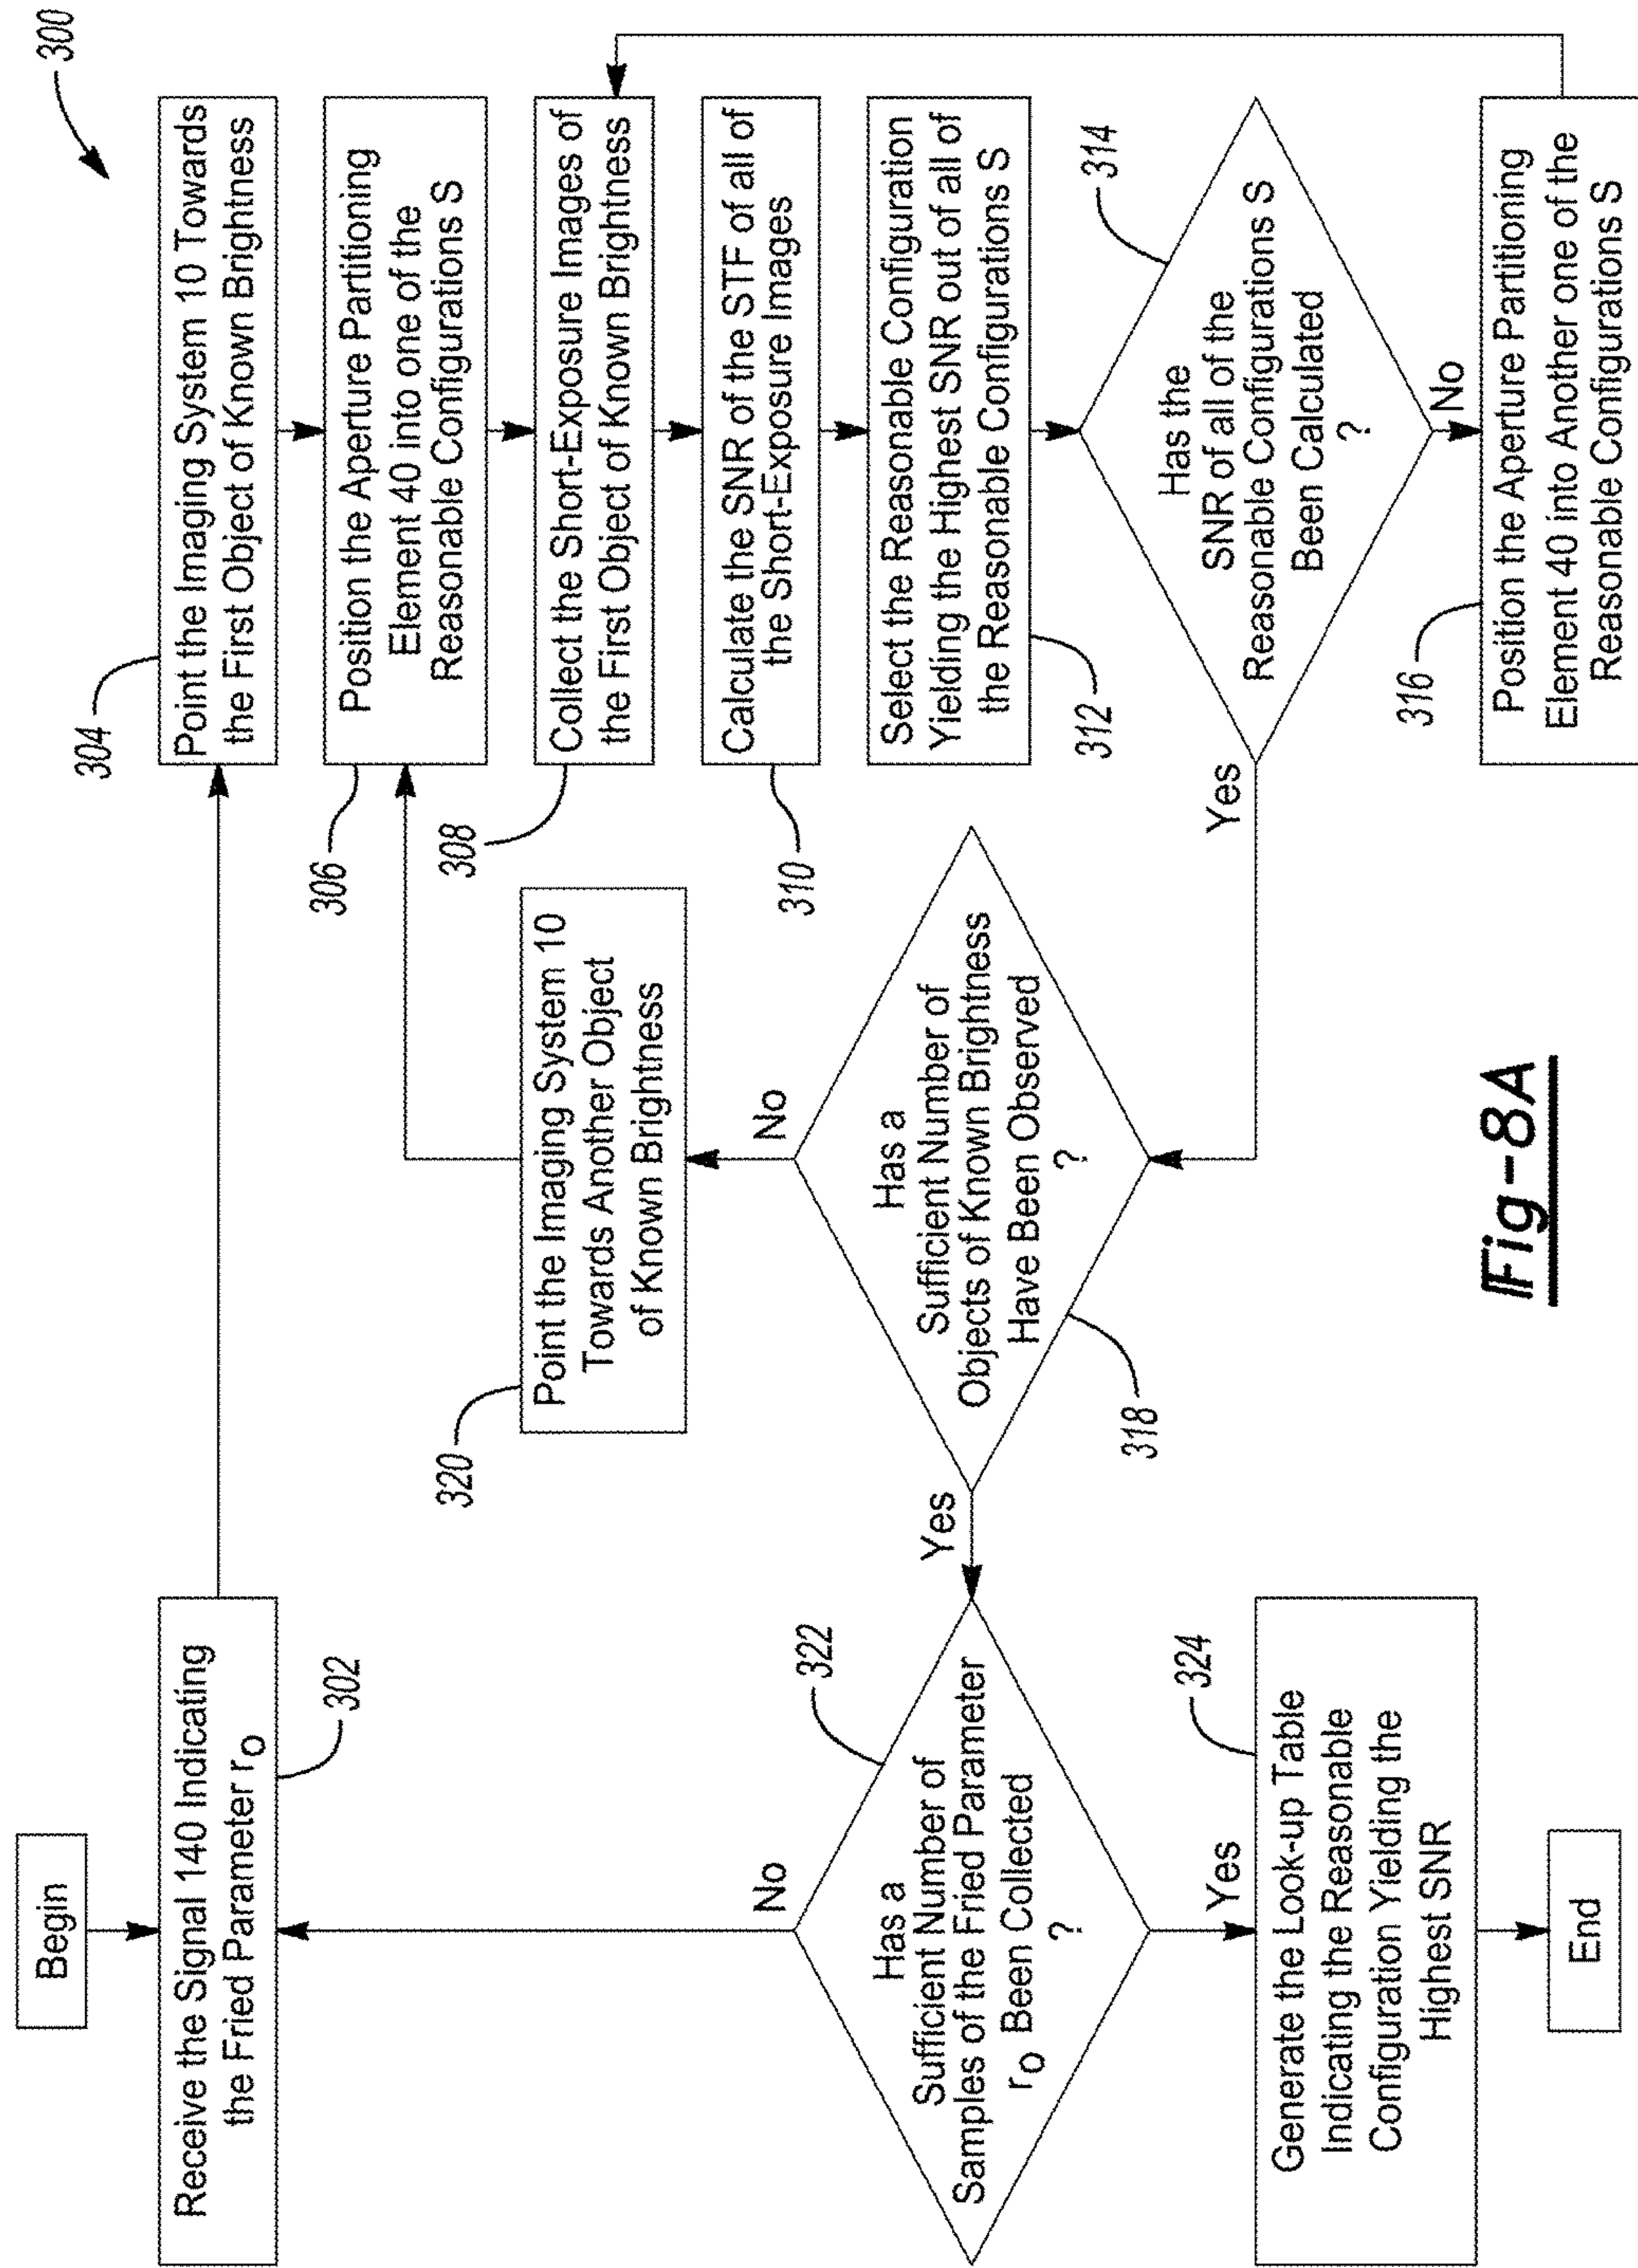 300
Begin
Receive the Signal 140 Indicating
the Fried Parameter ro
302
Point the Imaging System 10 Towards
the First Object of Known Brightness
304
Position the Aperture Partitioning
Element 40 into one of the
Reasonable Configurations S
306
Collect the Short-Exposure Images of
the First Object of Known Brightness
308
Calculate the SNR of the STF of all of
the Short-Exposure Images
310
Select the Reasonable Configuration
Yielding the Highest SNR out of all of
the Reasonable Configurations S
312
Has the
SNR of all of the
Reasonable Configurations S
Been Calculated
?
314
Yes
No
Position the Aperture Partitioning
Element 40 into Another one of the
Reasonable Configurations S
316
Has a
Sufficient Number of
Objects of Known Brightness
Have Been Observed
?
318
No
Yes
Point the Imaging System 10
Towards Another Object
of Known Brightness
320
Has a
Sufficient Number of
Samples of the Fried Parameter
ro Been Collected
?
322
No
Yes
Generate the Look-up Table
Indicating the Reasonable
Configuration Yielding the
Highest SNR
324
End
Fig-8A